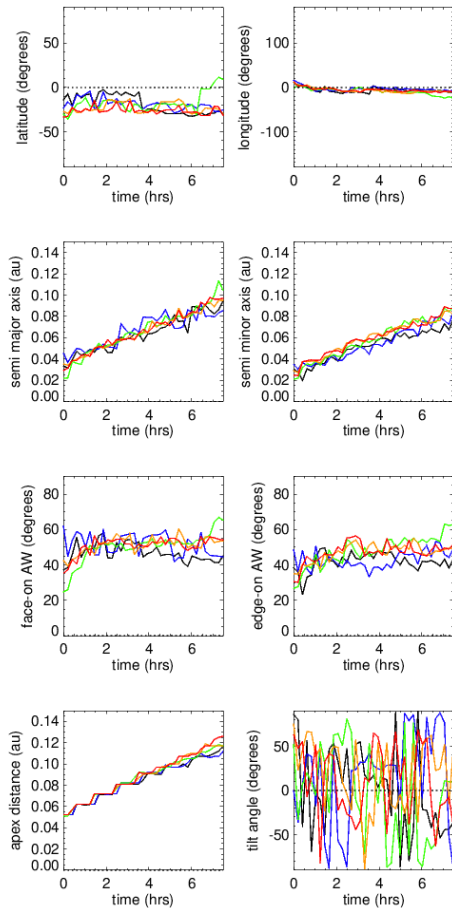 latitude (degrees)
50
0
-50
0 2 4 6
time (hrs)
longitude (degrees)
100
0
-100
0 2 4 6
time (hrs)
semi major axis (au)
0.14
0.12
0.10
0.08
0.06
0.04
0.02
0.00
0 2 4 6
time (hrs)
semi minor axis (au)
0.14
0.12
0.10
0.08
0.06
0.04
0.02
0.00
0 2 4 6
time (hrs)
face-on AW (degrees)
80
60
40
20
0
0 2 4 6
time (hrs)
edge-on AW (degrees)
80
60
40
20
0
0 2 4 6
time (hrs)
apex distance (au)
0.14
0.12
0.10
0.08
0.06
0.04
0.02
0.00
0 2 4 6
time (hrs)
tilt angle (degrees)
50
0
-50
0 2 4 6
time (hrs)